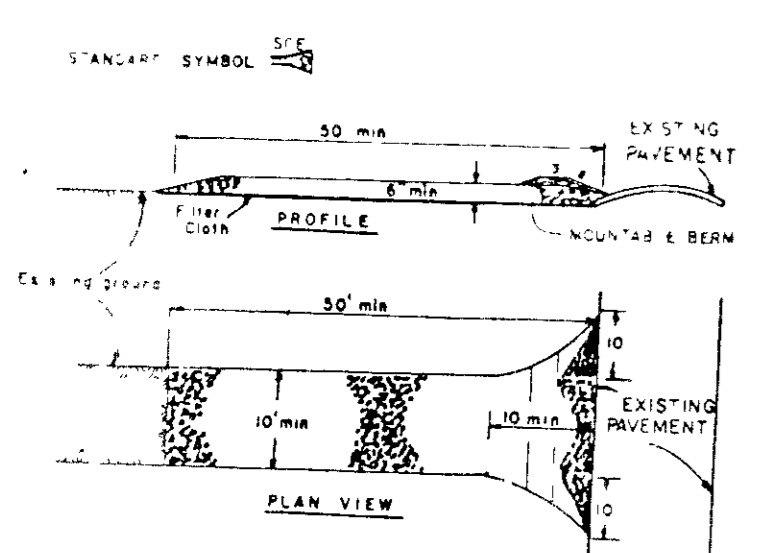 SCE
STANDARD SYMBOL
50 min
EXISTING
PAVEMENT
3
6" min
Filter
Cloth
PROFILE
MOUNTABLE BERM
Existing ground
50' min
10
10' min
10 min
EXISTING
PAVEMENT
PLAN VIEW
10